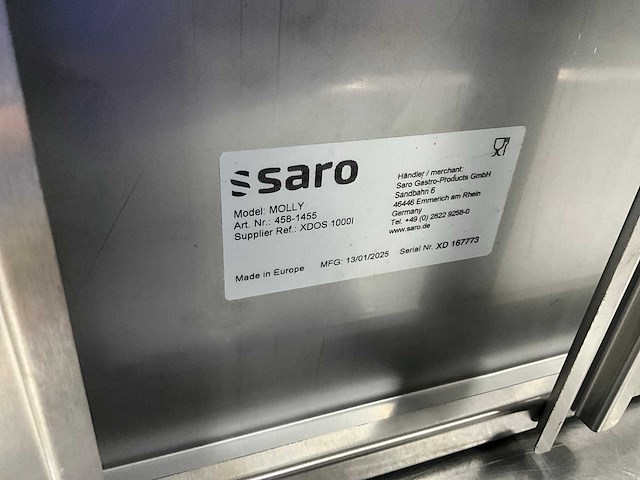 saro
Model: MOLLY
Art. Nr.: 458-1455
Supplier Ref.: XDOS 1000l
Händler / merchant:
Saro Gastro-Products GmbH
Sandbahn 6
46446 Emmerich am Rhein
Germany
Tel. +49 (0) 2822 9258-0
www.saro.de
Made in Europe MFG: 13/01/2025 Serial Nr. XD 167773